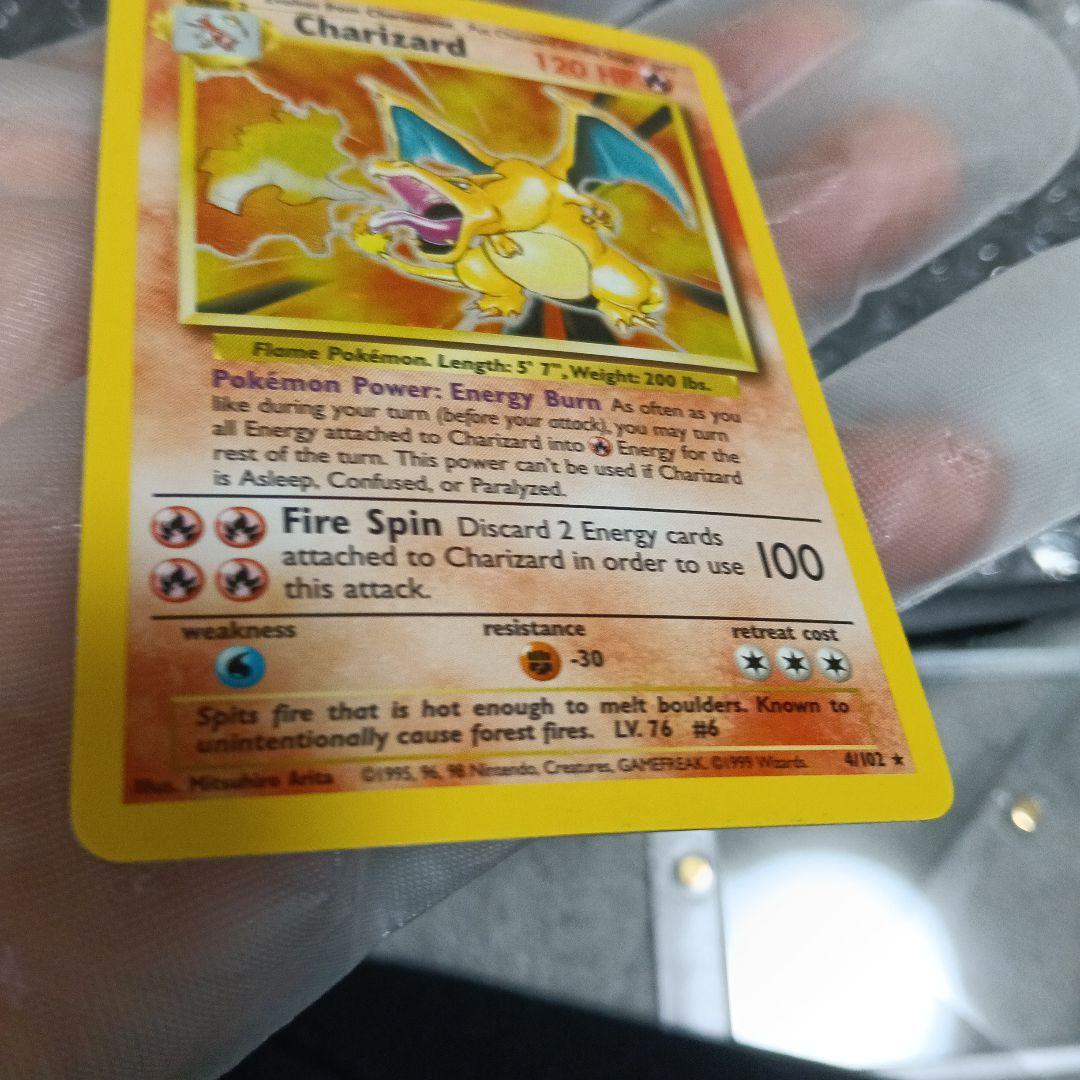 Charizard
120 HP
Flame Pokémon. Length: 5' 7", Weight: 200 lbs.
Pokémon Power: Energy Burn As often as you
like during your turn (before your attack), you may turn
all Energy attached to Charizard into Energy for the
rest of the turn. This power can't be used if Charizard
is Asleep, Confused, or Paralyzed.
Fire Spin Discard 2 Energy cards
attached to Charizard in order to use
this attack.
100
weakness
resistance
retreat cost
-30
Spits fire that is hot enough to melt boulders. Known to
unintentionally cause forest fires. LV. 76 #6
Illus. Mitsuhiro Arita ©1995, 96, 98 Nintendo, Creatures, GAMEFREAK. ©1999 Wizards. 4/102 ★